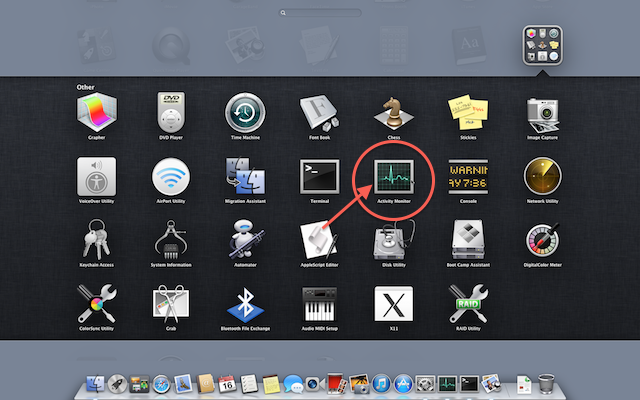 Other
Grapher
DVD Player
Time Machine
Font Book
Chess
Stickies
Image Capture
VoiceOver Utility
AirPort Utility
Migration Assistant
Terminal
Activity Monitor
Console
Network Utility
Keychain Access
System Information
Automator
AppleScript Editor
Disk Utility
Boot Camp Assistant
DigitalColor Meter
ColorSync Utility
Grab
Bluetooth File Exchange
Audio MIDI Setup
X11
RAID Utility
DVD
F
>_
WARNIN
AY 7:36
X
RAID
16